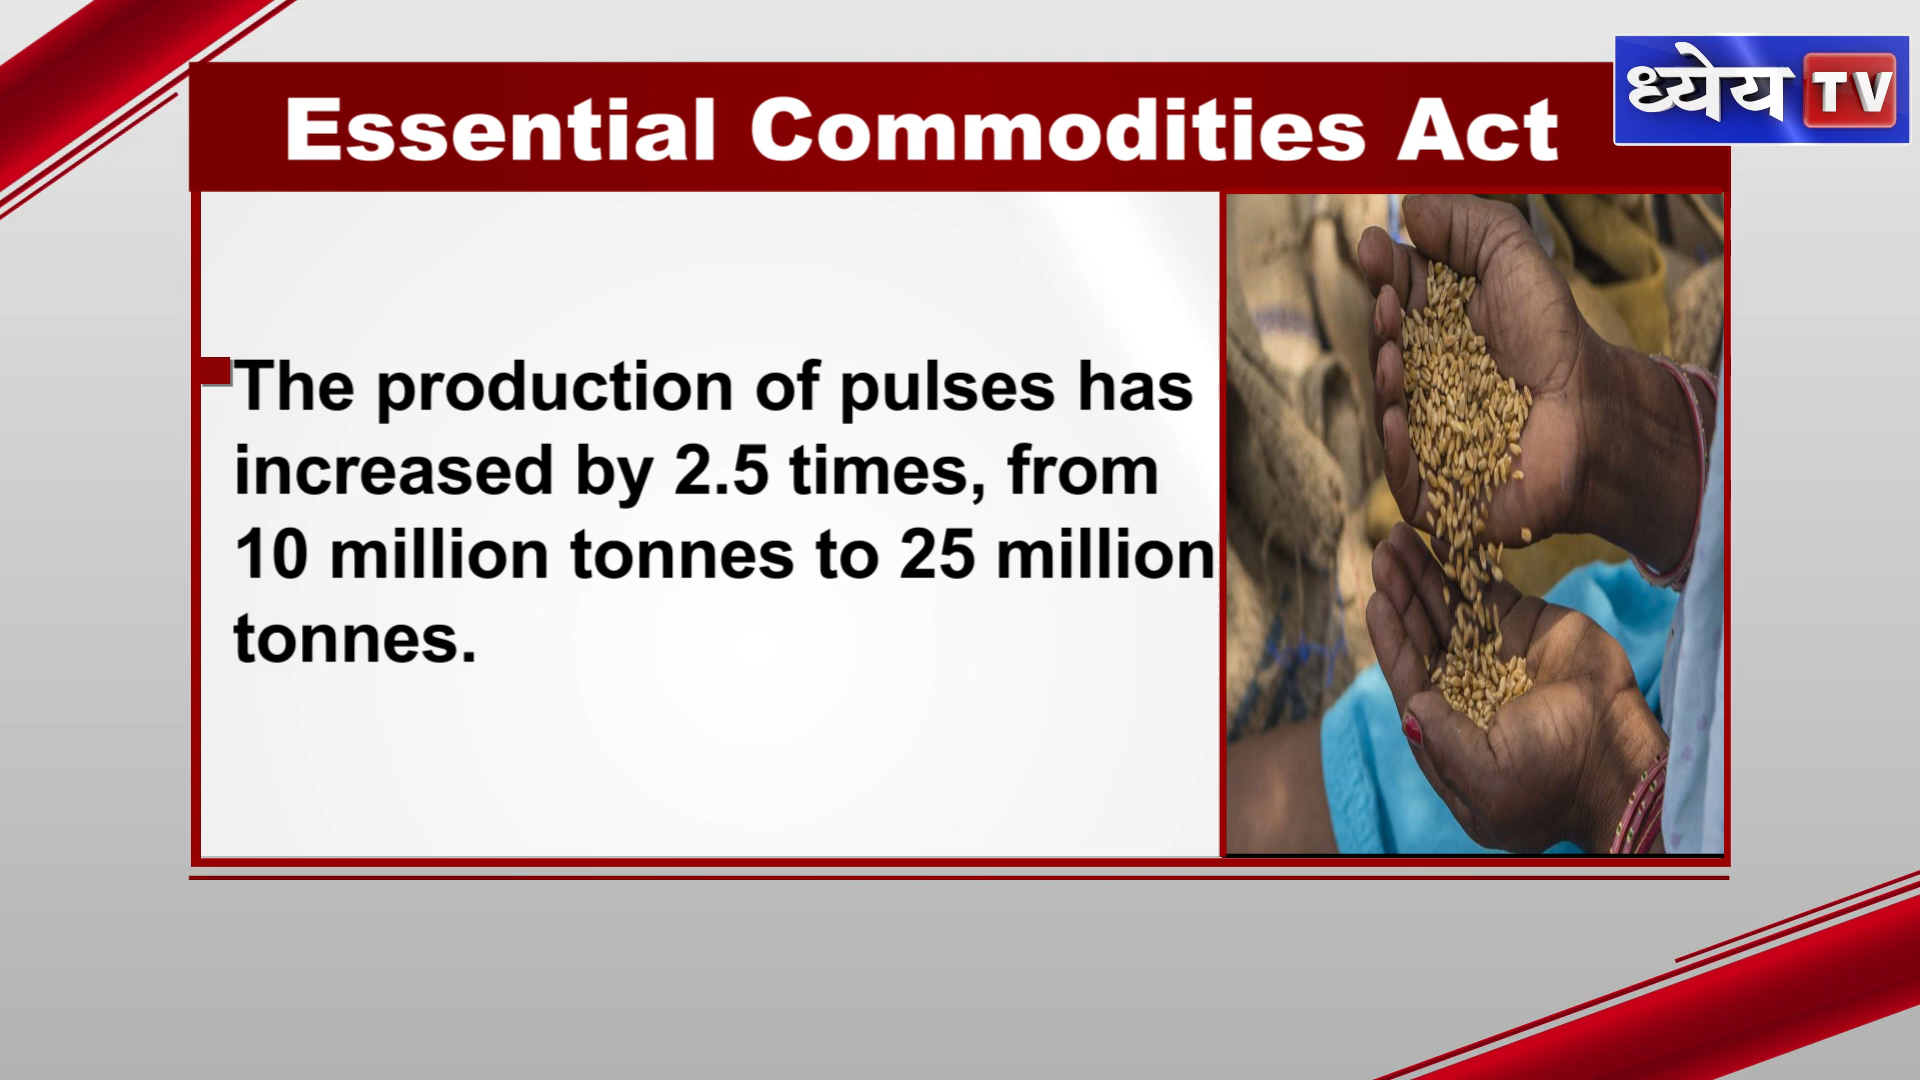 Essential Commodities Act
ध्येय TV
The production of pulses has
increased by 2.5 times, from
10 million tonnes to 25 million
tonnes.